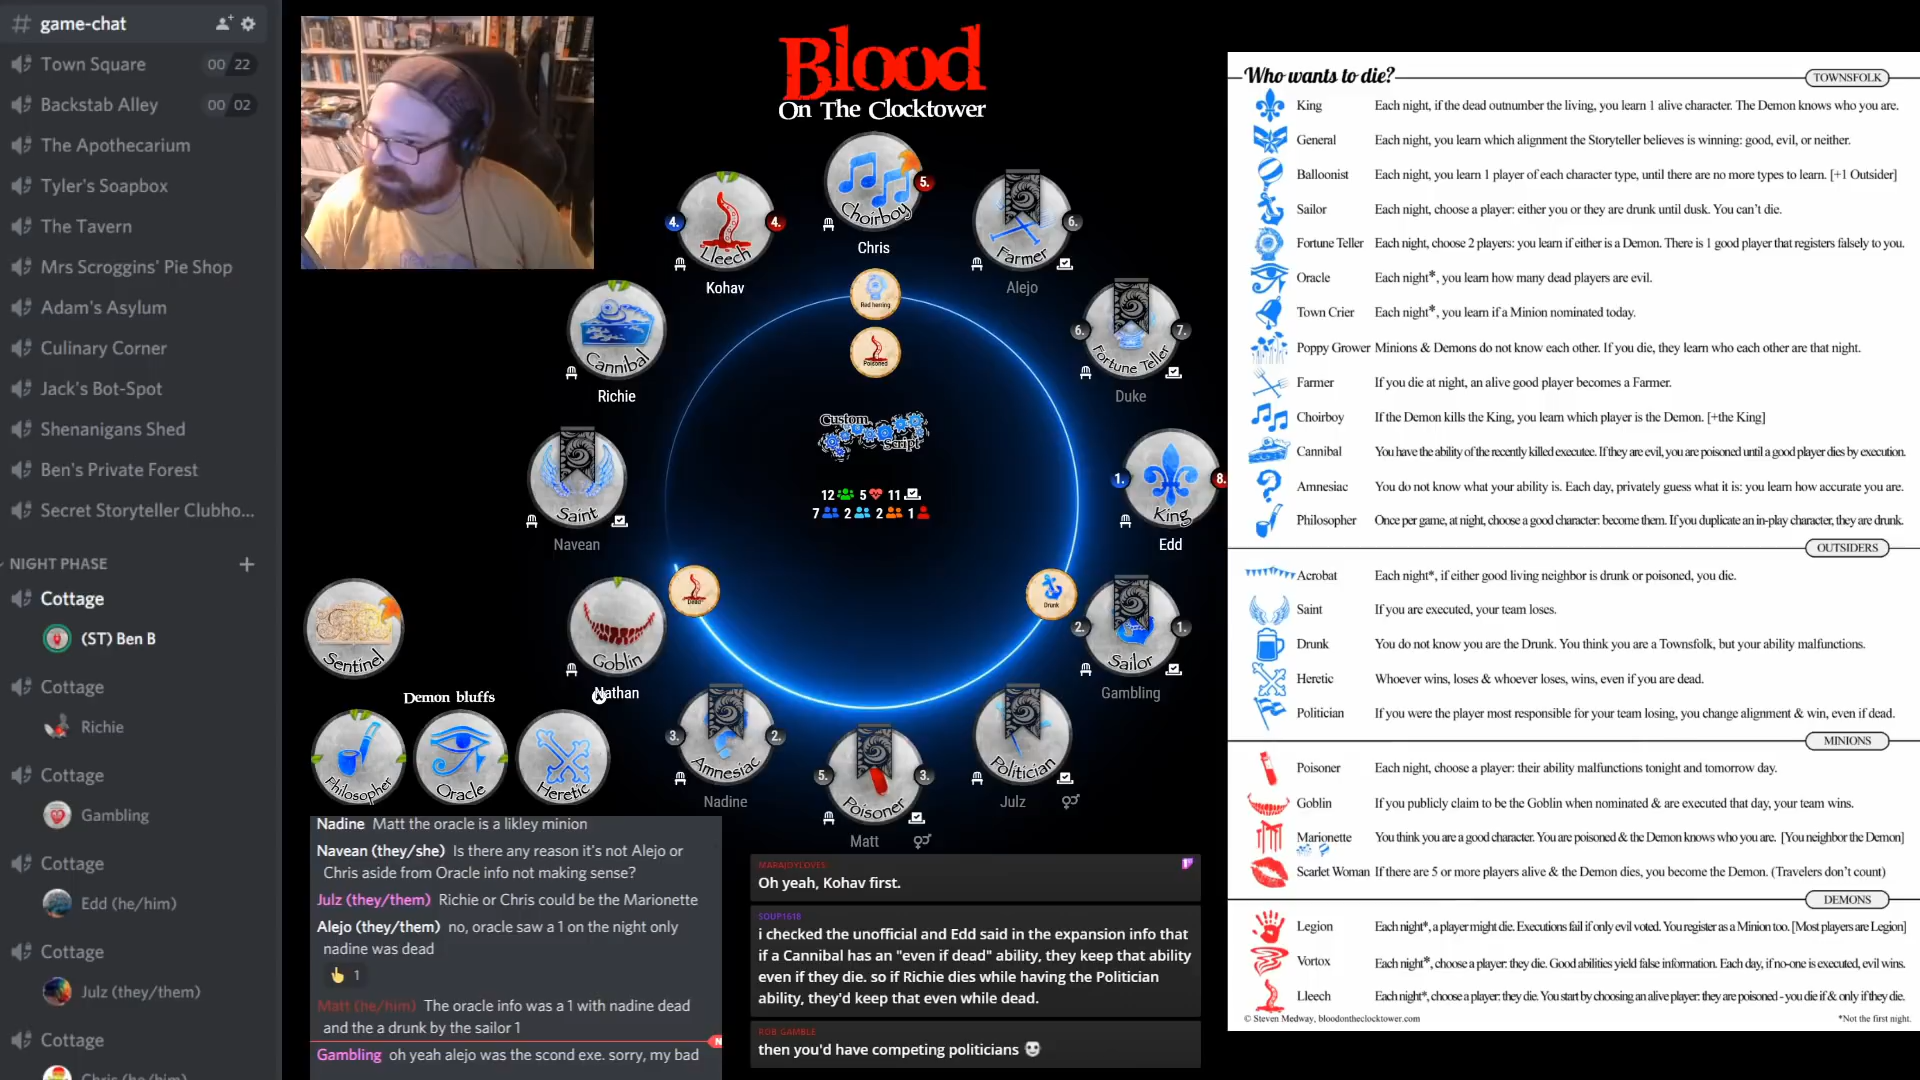 # game-chat
Town Square 00 22
Backstab Alley 00 02
The Apothecarium
Tyler's Soapbox
The Tavern
Mrs Scroggins' Pie Shop
Adam's Asylum
Culinary Corner
Jack's Bot-Spot
Shenanigans Shed
Ben's Private Forest
Secret Storyteller Clubho...
NIGHT PHASE
Cottage
(ST) Ben B
Cottage
Richie
Cottage
Gambling
Cottage
Edd (he/him)
Cottage
Julz (they/them)
Cottage
Chris (he/him)
Blood
On The Clocktower
Choirboy
5.
Chris
Lleech
4.
4.
Kohav
Farmer
6.
Alejo
Cannibal
Richie
Fortune Teller
6.
7.
Duke
Saint
Navean
King
1.
8.
Edd
Goblin
Nathan
Sailor
2.
1.
Gambling
Amnesiac
3.
2.
Nadine
Poisoner
5.
3.
Matt
Politician
Julz
Red herring
Poisoned
Dead
Drunk
Custom
Script
12 5 11
7 2 2 1
Sentinel
Demon bluffs
Philosopher
Oracle
Heretic
Nadine Matt the oracle is a likley minion
Navean (they/she) Is there any reason it's not Alejo or
Chris aside from Oracle info not making sense?
Julz (they/them) Richie or Chris could be the Marionette
Alejo (they/them) no, oracle saw a 1 on the night only
nadine was dead
1
Matt (he/him) The oracle info was a 1 with nadine dead
and the a drunk by the sailor 1
Gambling oh yeah alejo was the scond exe. sorry, my bad
MARAJOYLOVES
Oh yeah, Kohav first.
SOUP1618
i checked the unofficial and Edd said in the expansion info that
if a Cannibal has an "even if dead" ability, they keep that ability
even if they die. so if Richie dies while having the Politician
ability, they'd keep that even while dead.
ROB_GAMBLE
then you'd have competing politicians
Who wants to die?
TOWNSFOLK
King Each night, if the dead outnumber the living, you learn 1 alive character. The Demon knows who you are.
General Each night, you learn which alignment the Storyteller believes is winning: good, evil, or neither.
Balloonist Each night, you learn 1 player of each character type, until there are no more types to learn. [+1 Outsider]
Sailor Each night, choose a player: either you or they are drunk until dusk. You can't die.
Fortune Teller Each night, choose 2 players: you learn if either is a Demon. There is 1 good player that registers falsely to you.
Oracle Each night*, you learn how many dead players are evil.
Town Crier Each night*, you learn if a Minion nominated today.
Poppy Grower Minions & Demons do not know each other. If you die, they learn who each other are that night.
Farmer If you die at night, an alive good player becomes a Farmer.
Choirboy If the Demon kills the King, you learn which player is the Demon. [+the King]
Cannibal You have the ability of the recently killed executee. If they are evil, you are poisoned until a good player dies by execution.
Amnesiac You do not know what your ability is. Each day, privately guess what it is: you learn how accurate you are.
Philosopher Once per game, at night, choose a good character: become them. If you duplicate an in-play character, they are drunk.
OUTSIDERS
Acrobat Each night*, if either good living neighbor is drunk or poisoned, you die.
Saint If you are executed, your team loses.
Drunk You do not know you are the Drunk. You think you are a Townsfolk, but your ability malfunctions.
Heretic Whoever wins, loses & whoever loses, wins, even if you are dead.
Politician If you were the player most responsible for your team losing, you change alignment & win, even if dead.
MINIONS
Poisoner Each night, choose a player: their ability malfunctions tonight and tomorrow day.
Goblin If you publicly claim to be the Goblin when nominated & are executed that day, your team wins.
Marionette You think you are a good character. You are poisoned & the Demon knows who you are. [You neighbor the Demon]
Scarlet Woman If there are 5 or more players alive & the Demon dies, you become the Demon. (Travelers don't count)
DEMONS
Legion Each night*, a player might die. Executions fail if only evil voted. You register as a Minion too. [Most players are Legion]
Vortox Each night*, choose a player: they die. Good abilities yield false information. Each day, if no-one is executed, evil wins.
Lleech Each night*, choose a player: they die. You start by choosing an alive player: they are poisoned - you die if & only if they die.
© Steven Medway, bloodontheclocktower.com
*Not the first night.